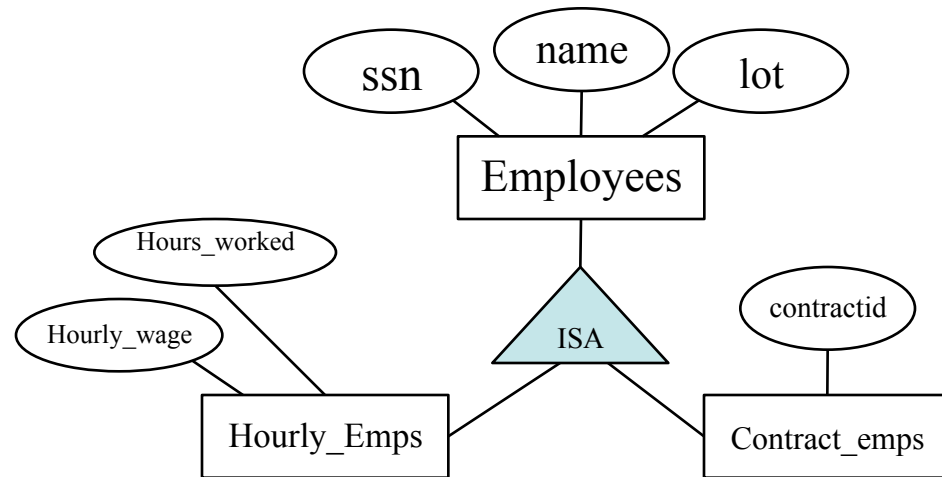 ssn
name
lot
Employees
Hours_worked
Hourly_wage
ISA
contractid
Hourly_Emps
Contract_emps